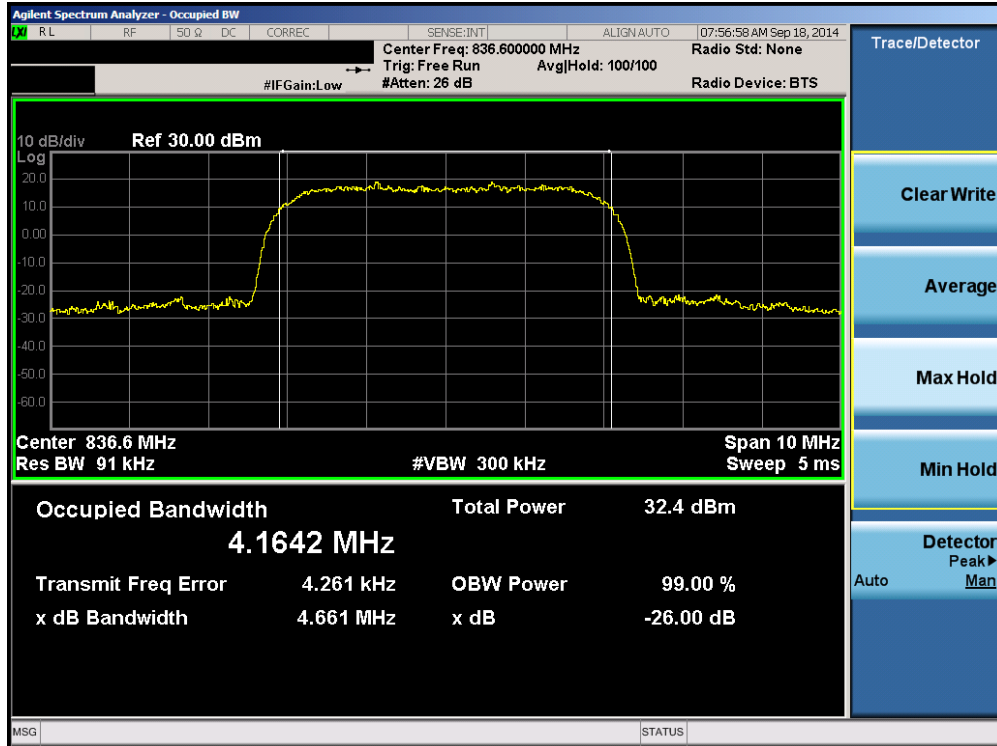 Agilent Spectrum Analyzer - Occupied BW
LXI RL RF 50 Ω DC CORREC SENSE:INT ALIGN AUTO 07:56:58 AM Sep 18, 2014
Center Freq: 836.600000 MHz Radio Std: None
Trig: Free Run Avg|Hold: 100/100
#IFGain:Low #Atten: 26 dB Radio Device: BTS
10 dB/div Ref 30.00 dBm
Log
20.0
10.0
0.00
-10.0
-20.0
-30.0
-40.0
-50.0
-60.0
Center 836.6 MHz Span 10 MHz
Res BW 91 kHz #VBW 300 kHz Sweep 5 ms
Occupied Bandwidth Total Power 32.4 dBm
4.1642 MHz
Transmit Freq Error 4.261 kHz OBW Power 99.00 %
x dB Bandwidth 4.661 MHz x dB -26.00 dB
MSG STATUS
Trace/Detector
Clear Write
Average
Max Hold
Min Hold
Detector
Peak▶
Auto Man